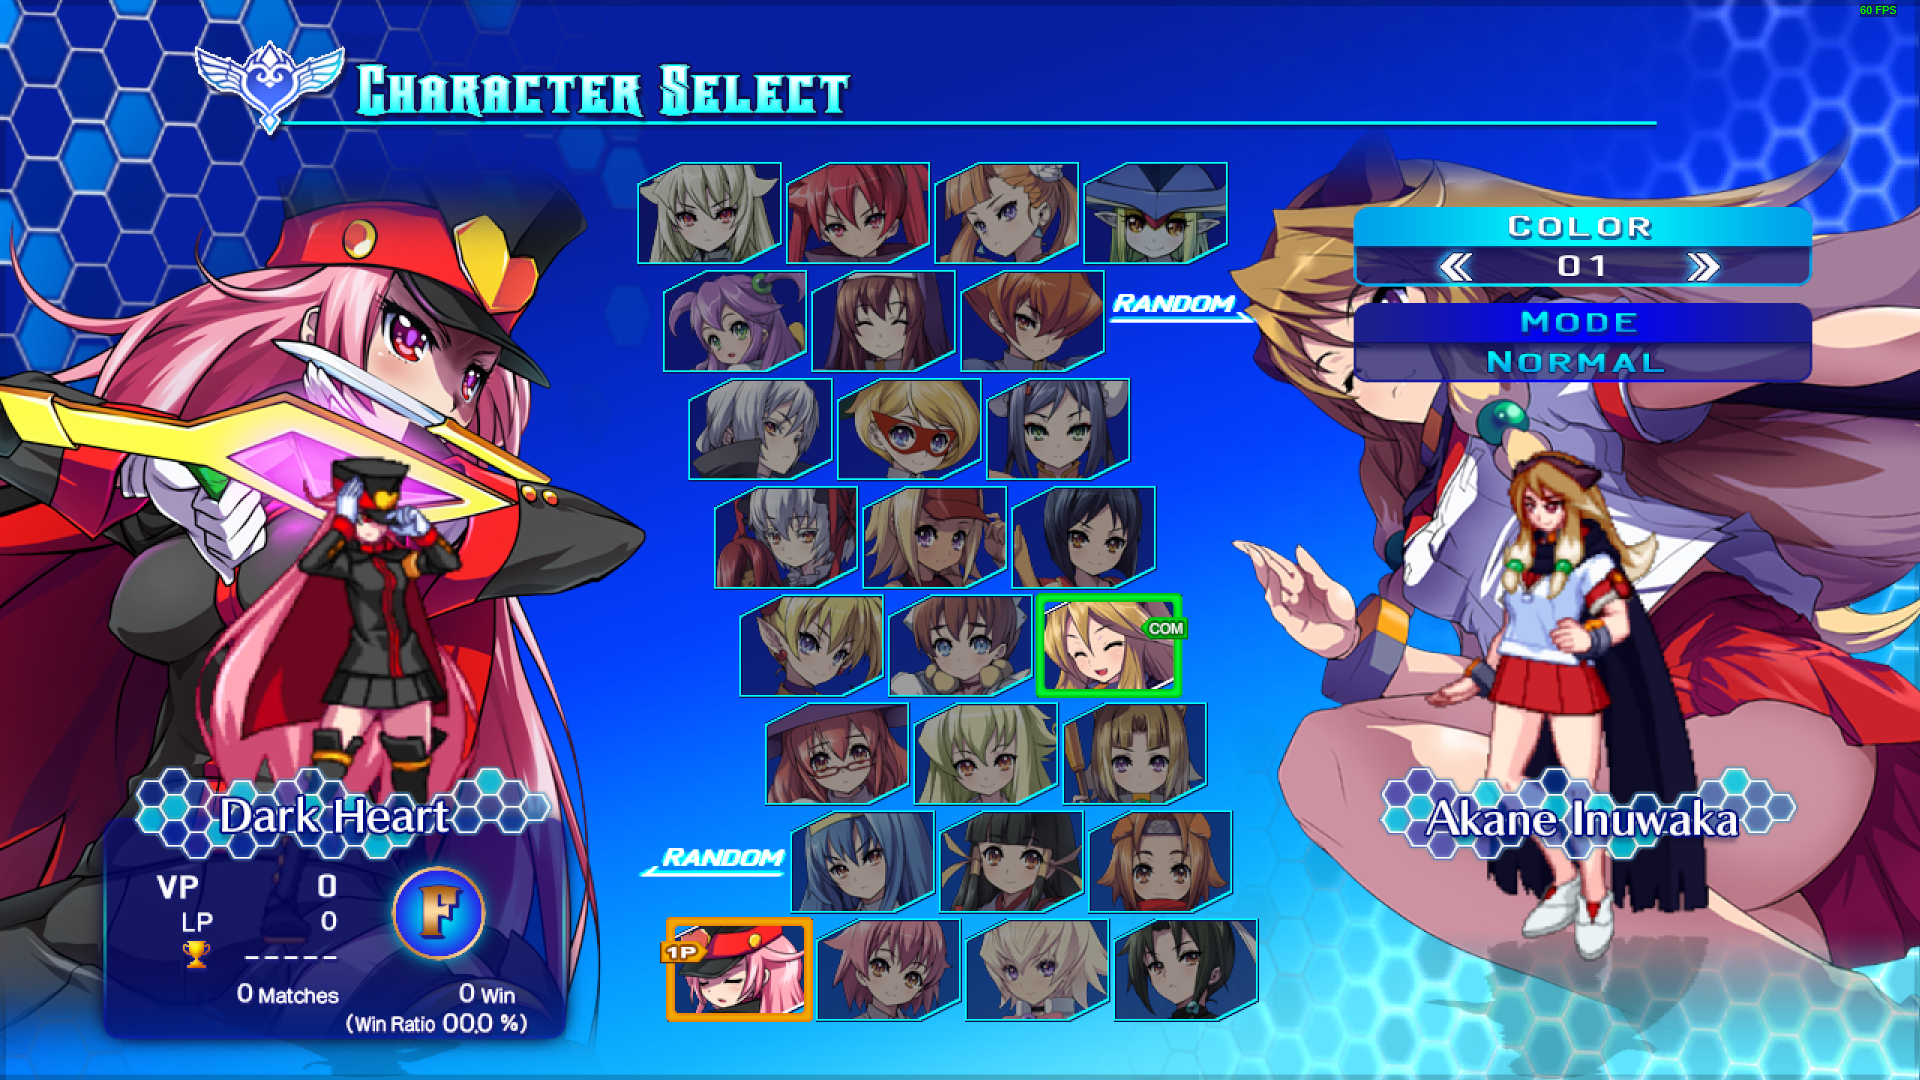 60 FPS
CHARACTER SELECT
COLOR
01
RANDOM
MODE
NORMAL
COM
Dark Heart
Akane Inuwaka
RANDOM
VP 0
LP 0
F
-----
1P
0 Matches 0 Win
(Win Ratio 00.0 %)